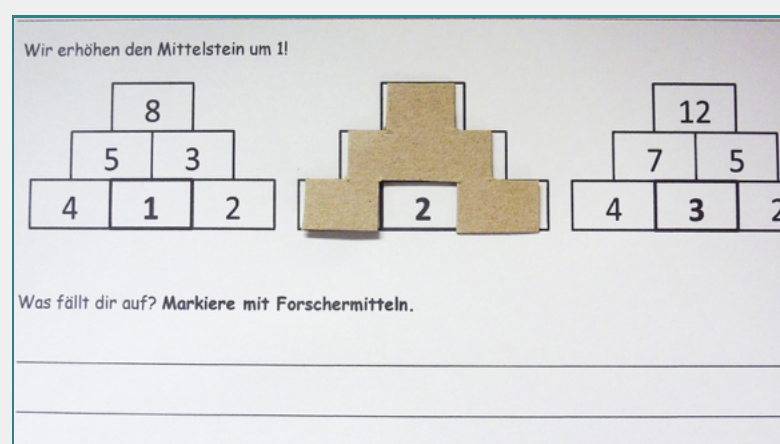 Wir erhöhen den Mittelstein um 1!
8
12
5 3
7 5
4 1 2
2
4 3 2
Was fällt dir auf? Markiere mit Forschermitteln.